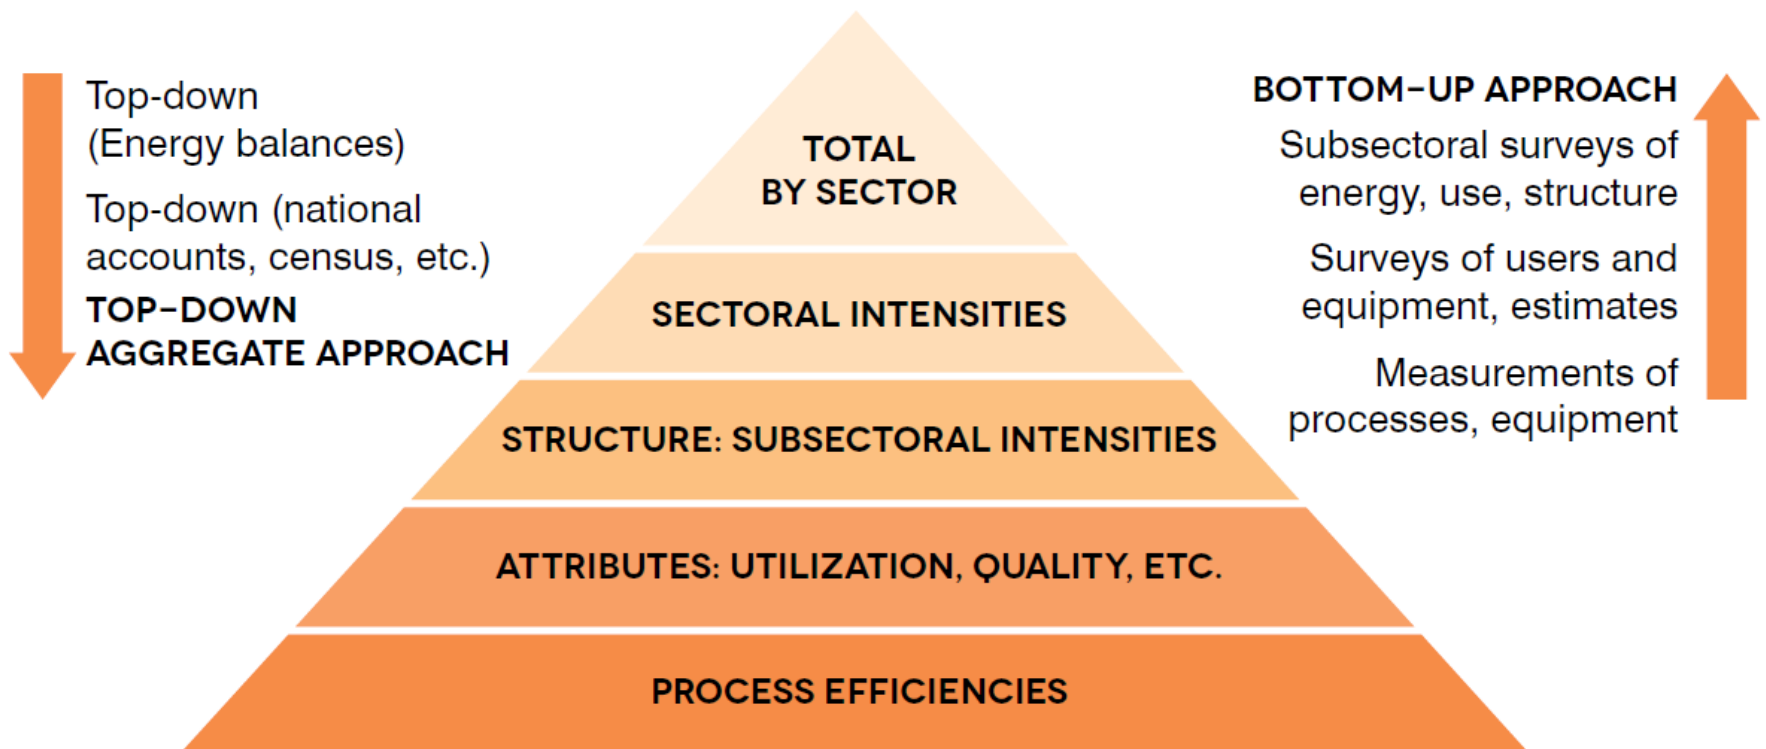 Top-down
(Energy balances)
Top-down (national
accounts, census, etc.)
TOP-DOWN
AGGREGATE APPROACH
TOTAL
BY SECTOR
SECTORAL INTENSITIES
STRUCTURE: SUBSECTORAL INTENSITIES
ATTRIBUTES: UTILIZATION, QUALITY, ETC.
PROCESS EFFICIENCIES
BOTTOM-UP APPROACH
Subsectoral surveys of
energy, use, structure
Surveys of users and
equipment, estimates
Measurements of
processes, equipment